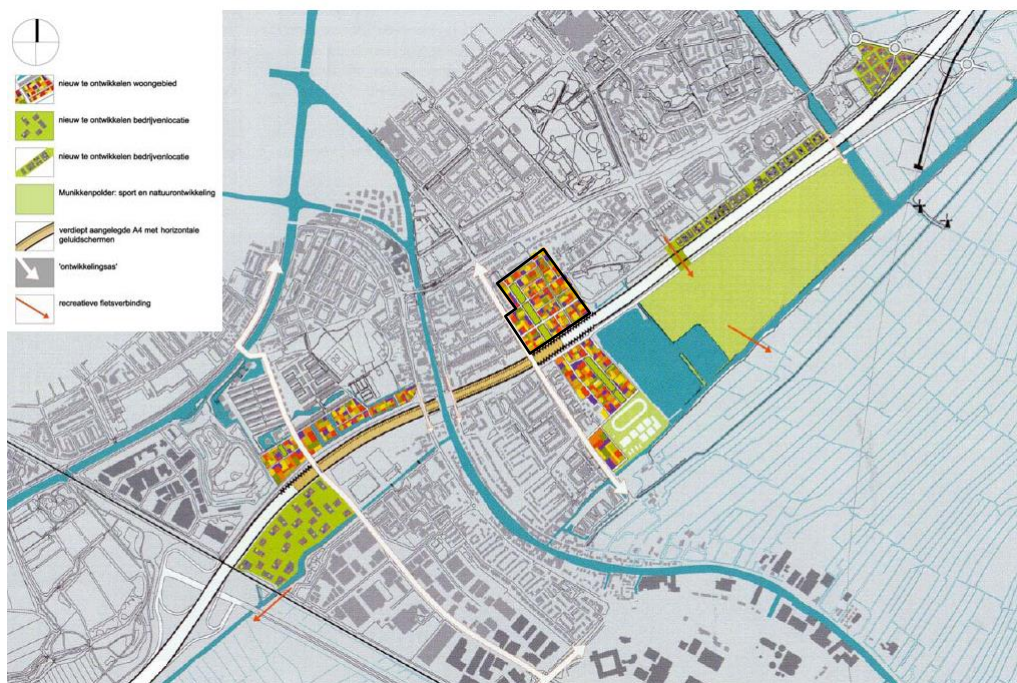 nieuw te ontwikkelen woongebied
nieuw te ontwikkelen bedrijvenlocatie
nieuw te ontwikkelen bedrijvenlocatie
Munikkenpolder: sport en natuurontwikkeling
verdiept aangelegde A4 met horizontale
geluidschermen
'ontwikkelingsas'
recreatieve fietsverbinding